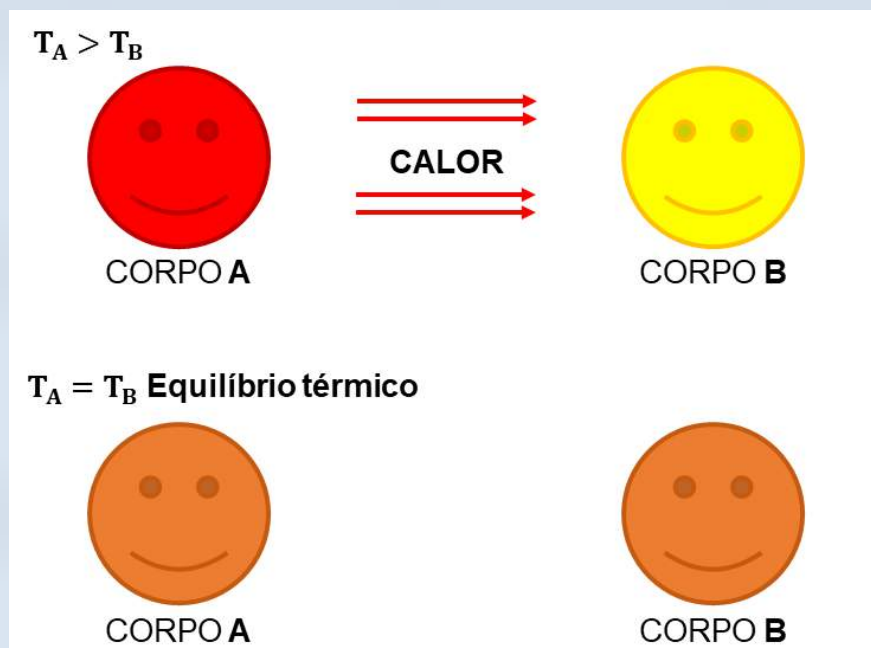 T_A > T_B
CALOR
CORPO A
CORPO B
T_A = T_B Equilíbrio térmico
CORPO A
CORPO B